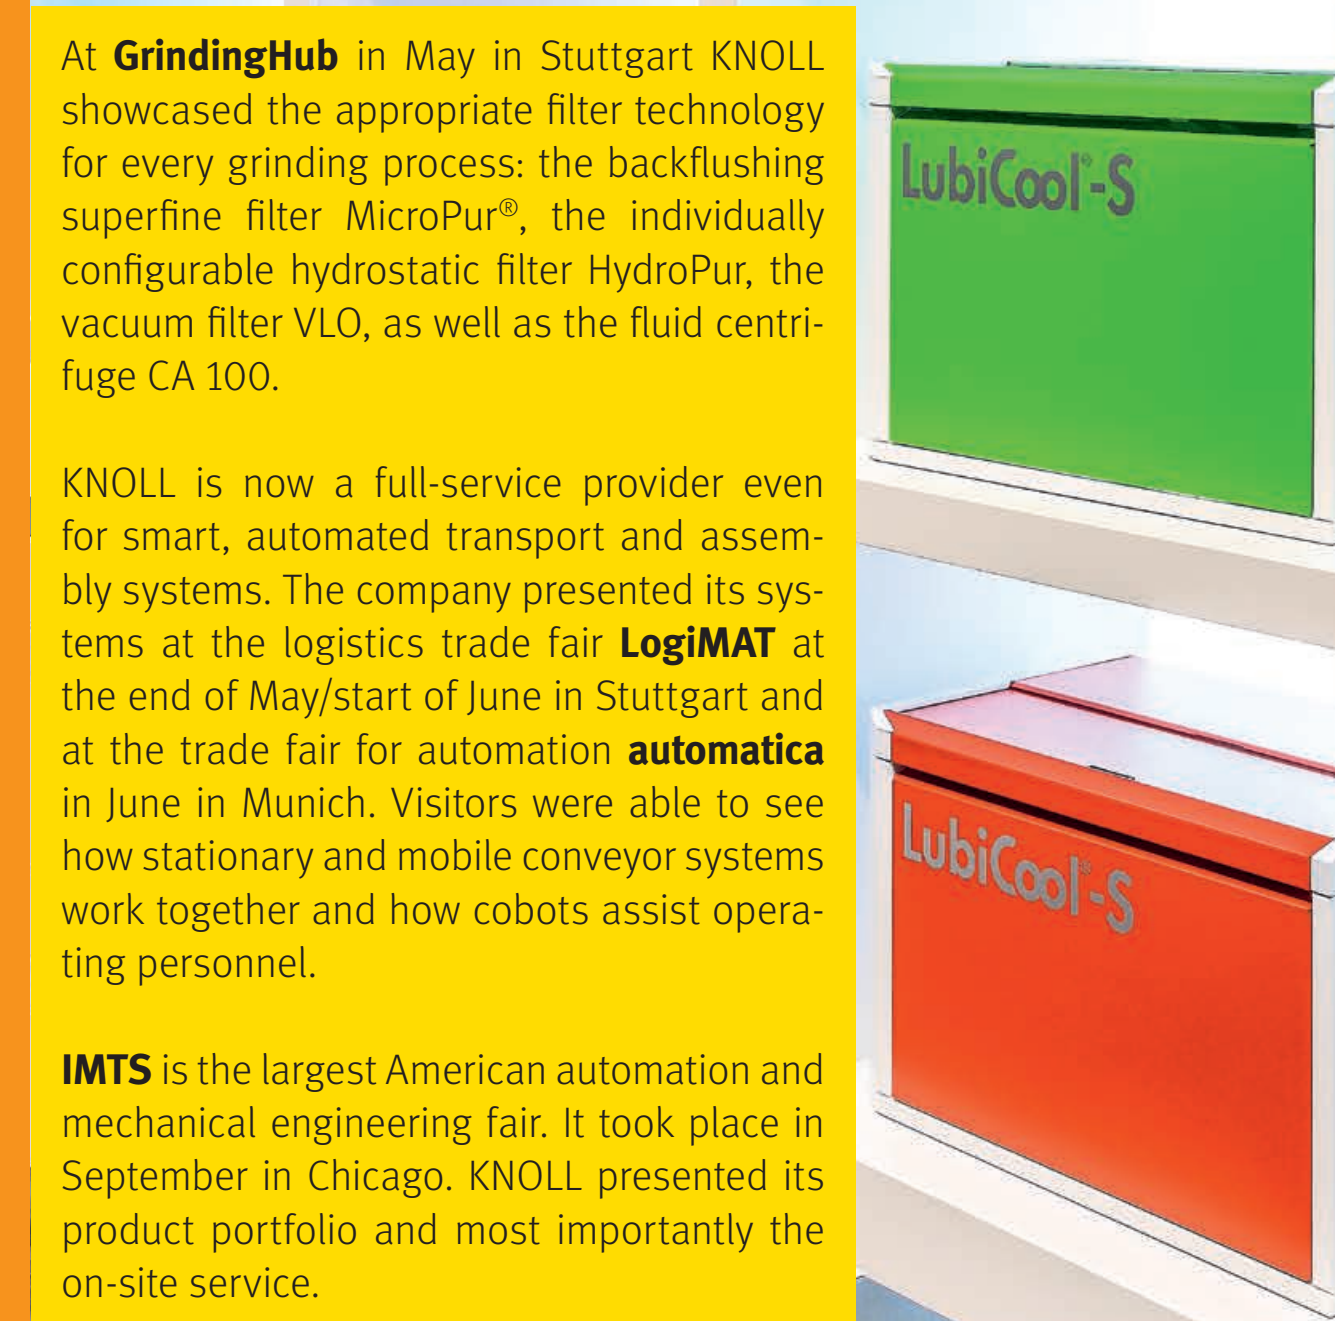 At GrindingHub in May in Stuttgart KNOLL
showcased the appropriate filter technology
for every grinding process: the backflushing
superfine filter MicroPur®, the individually
configurable hydrostatic filter HydroPur, the
vacuum filter VLO, as well as the fluid centri-
fuge CA 100.
KNOLL is now a full-service provider even
for smart, automated transport and assem-
bly systems. The company presented its sys-
tems at the logistics trade fair LogiMAT at
the end of May/start of June in Stuttgart and
at the trade fair for automation automatica
in June in Munich. Visitors were able to see
how stationary and mobile conveyor systems
work together and how cobots assist opera-
ting personnel.
IMTS is the largest American automation and
mechanical engineering fair. It took place in
September in Chicago. KNOLL presented its
product portfolio and most importantly the
on-site service.
LubiCool®-S
LubiCool®-S